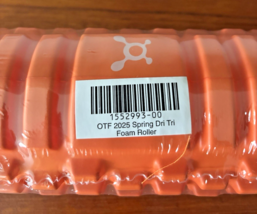 1552993-00
OTF 2025 Spring Dri Tri
Foam Roller